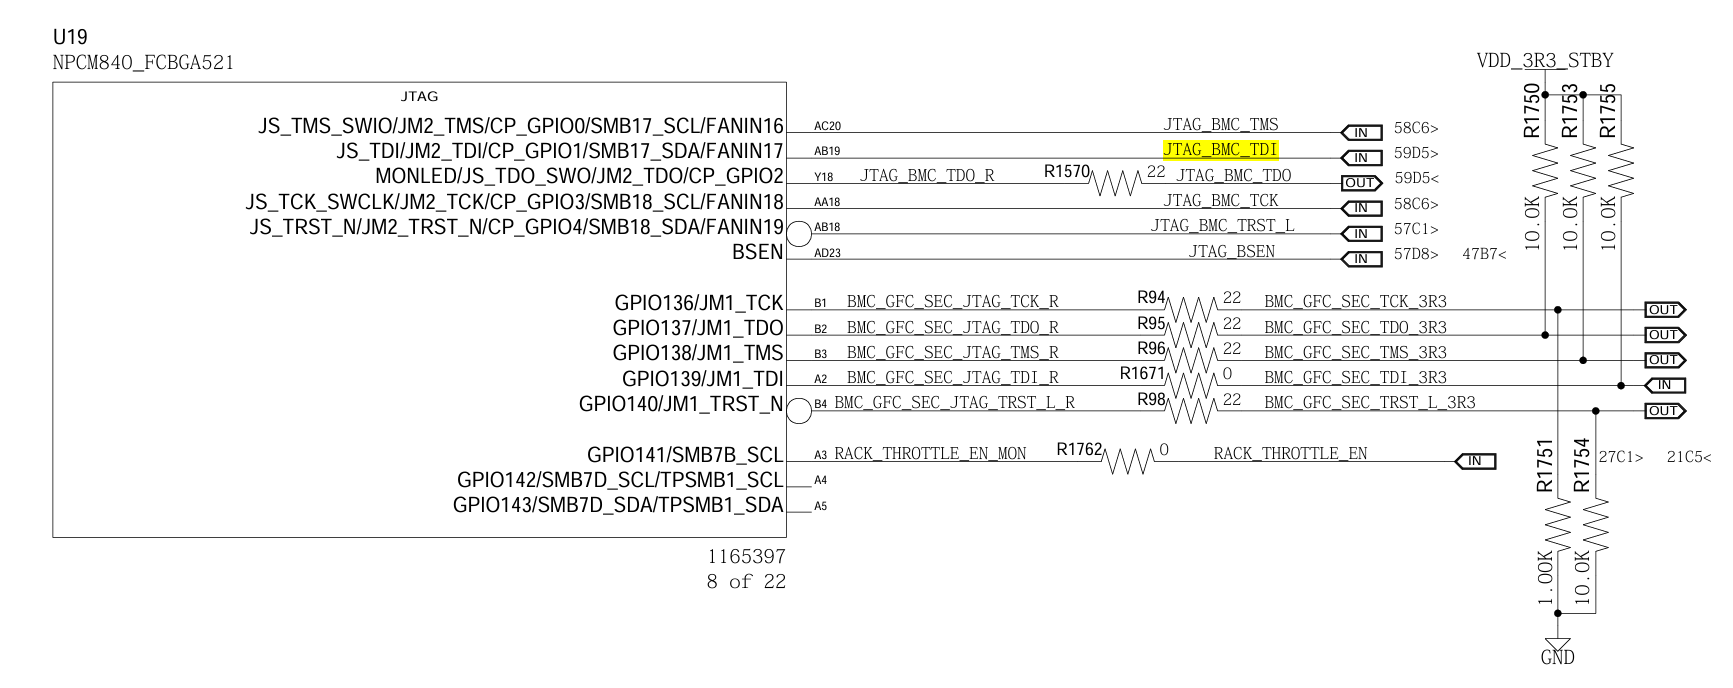 U19
NPCM840_FCBGA521
VDD_3R3_STBY
JTAG
R1750
R1753
R1755
10.0K
10.0K
10.0K
JS_TMS_SWIO/JM2_TMS/CP_GPIO0/SMB17_SCL/FANIN16 AC20 JTAG_BMC_TMS IN 58C6>
JS_TDI/JM2_TDI/CP_GPIO1/SMB17_SDA/FANIN17 AB19 JTAG_BMC_TDI IN 59D5>
MONLED/JS_TDO_SWO/JM2_TDO/CP_GPIO2 Y18 JTAG_BMC_TDO_R R1570 22 JTAG_BMC_TDO OUT 59D5<
JS_TCK_SWCLK/JM2_TCK/CP_GPIO3/SMB18_SCL/FANIN18 AA18 JTAG_BMC_TCK IN 58C6>
JS_TRST_N/JM2_TRST_N/CP_GPIO4/SMB18_SDA/FANIN19 AB18 JTAG_BMC_TRST_L IN 57C1>
BSEN AD23 JTAG_BSEN IN 57D8> 47B7<
GPIO136/JM1_TCK B1 BMC_GFC_SEC_JTAG_TCK_R R94 22 BMC_GFC_SEC_TCK_3R3 OUT
GPIO137/JM1_TDO B2 BMC_GFC_SEC_JTAG_TDO_R R95 22 BMC_GFC_SEC_TDO_3R3 OUT
GPIO138/JM1_TMS B3 BMC_GFC_SEC_JTAG_TMS_R R96 22 BMC_GFC_SEC_TMS_3R3 OUT
GPIO139/JM1_TDI A2 BMC_GFC_SEC_JTAG_TDI_R R1671 0 BMC_GFC_SEC_TDI_3R3 IN
GPIO140/JM1_TRST_N B4 BMC_GFC_SEC_JTAG_TRST_L_R R98 22 BMC_GFC_SEC_TRST_L_3R3 OUT
GPIO141/SMB7B_SCL A3 RACK_THROTTLE_EN_MON R1762 0 RACK_THROTTLE_EN IN 27C1> 21C5<
GPIO142/SMB7D_SCL/TPSMB1_SCL A4
GPIO143/SMB7D_SDA/TPSMB1_SDA A5
R1751
R1754
1.00K
10.0K
1165397
8 of 22
GND